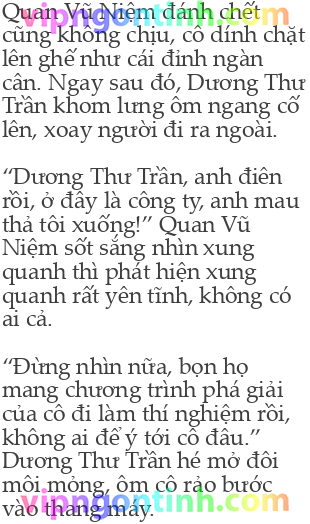 Quan Vũ Niệm đánh chết
cũng không chịu, cô dính chặt
lên ghế như cái đỉnh ngàn
cân. Ngay sau đó, Dương Thư
Trần khom lưng ôm ngang cố
lên, xoay người đi ra ngoài.
“Dương Thư Trần, anh điên
rồi, ở đây là công ty, anh mau
thả tôi xuống!” Quan Vũ
Niệm sốt sắng nhìn xung
quanh thì phát hiện xung
quanh rất yên tĩnh, không có
ai cả.
“Đừng nhìn nữa, bọn họ
mang chương trình phá giải
của cô đi làm thí nghiệm rồi,
không ai để ý tới cô đâu.”
Dương Thư Trần hé mở đôi
môi mỏng, ôm cô rảo bước
vào thang máy.
vipngontinh.com
vipngontinh.com
vipngontinh.com